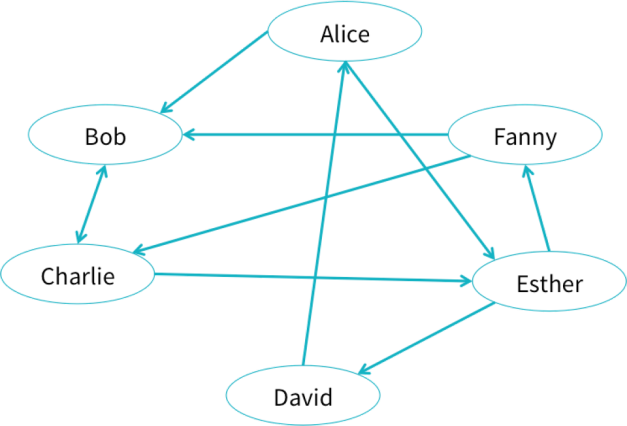 Alice
Bob
Fanny
Charlie
Esther
David